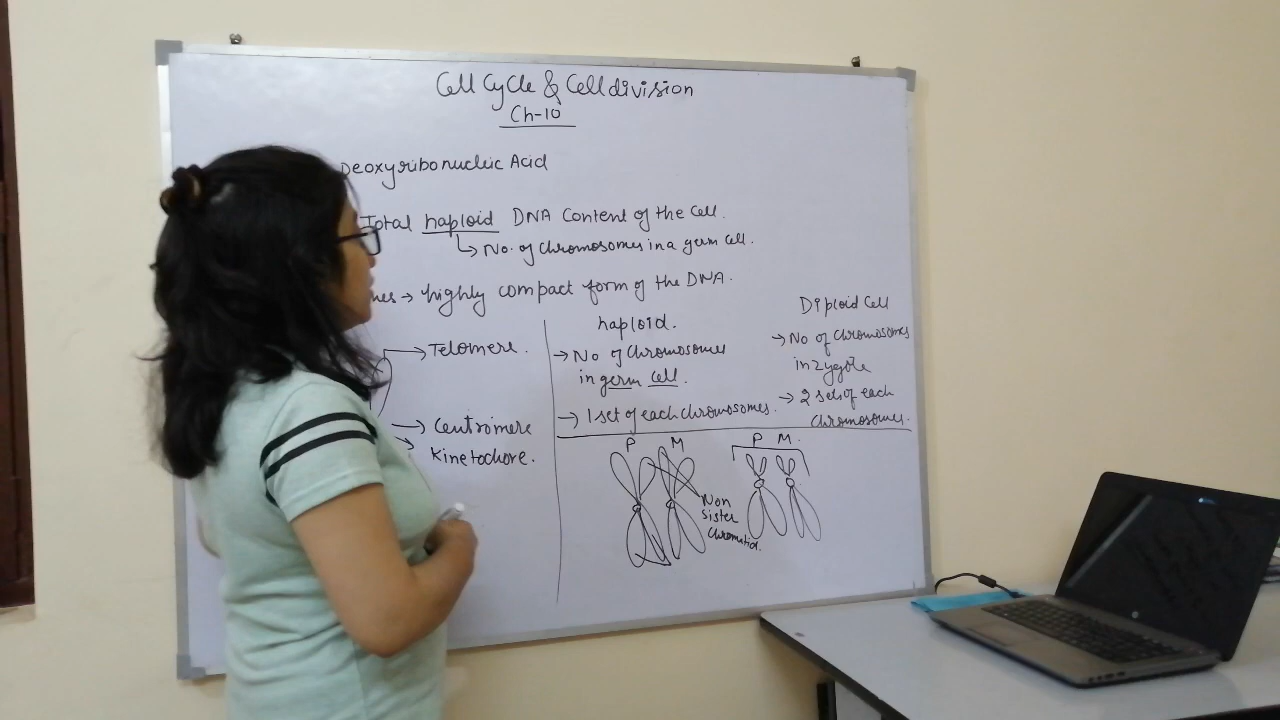 Cell Cycle & Cell division
Ch-10
Deoxyribonucleic Acid
Total haploid DNA Content of the Cell.
↳ No. of chromosomes in a germ cell.
mes → highly compact form of the DNA.
→ Telomere.
→ Centromere
→ Kinetochore.
haploid.
→ No of Chromosomes
in germ cell.
→ 1 set of each chromosomes.
Diploid Cell
→ No of Chromosomes
in zygote
→ 2 sets of each
chromosomes.
P M
Non
Sister
Chromatid.
P M.
hp